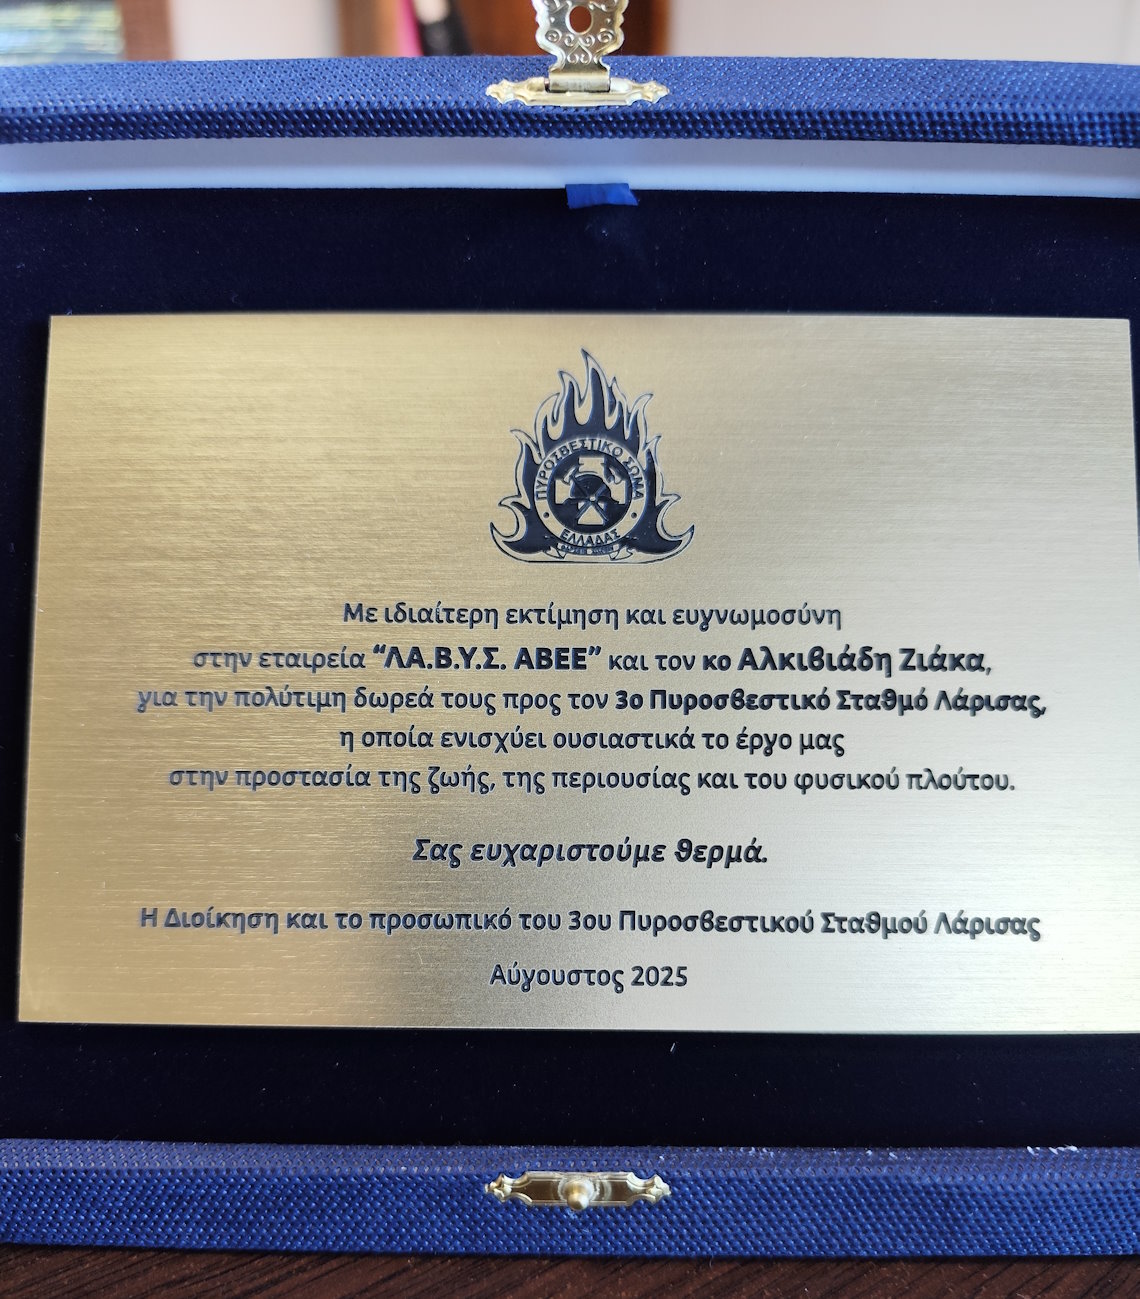 ΠΥΡΟΣΒΕΣΤΙΚΟ ΣΩΜΑ
ΕΛΛΑΔΑΣ
Με ιδιαίτερη εκτίμηση και ευγνωμοσύνη
στην εταιρεία “ΛΑ.Β.Υ.Σ. ΑΒΕΕ” και τον κο Αλκιβιάδη Ζιάκα,
για την πολύτιμη δωρεά τους προς τον 3ο Πυροσβεστικό Σταθμό Λάρισας,
η οποία ενισχύει ουσιαστικά το έργο μας
στην προστασία της ζωής, της περιουσίας και του φυσικού πλούτου.
Σας ευχαριστούμε θερμά.
Η Διοίκηση και το προσωπικό του 3ου Πυροσβεστικού Σταθμού Λάρισας
Αύγουστος 2025